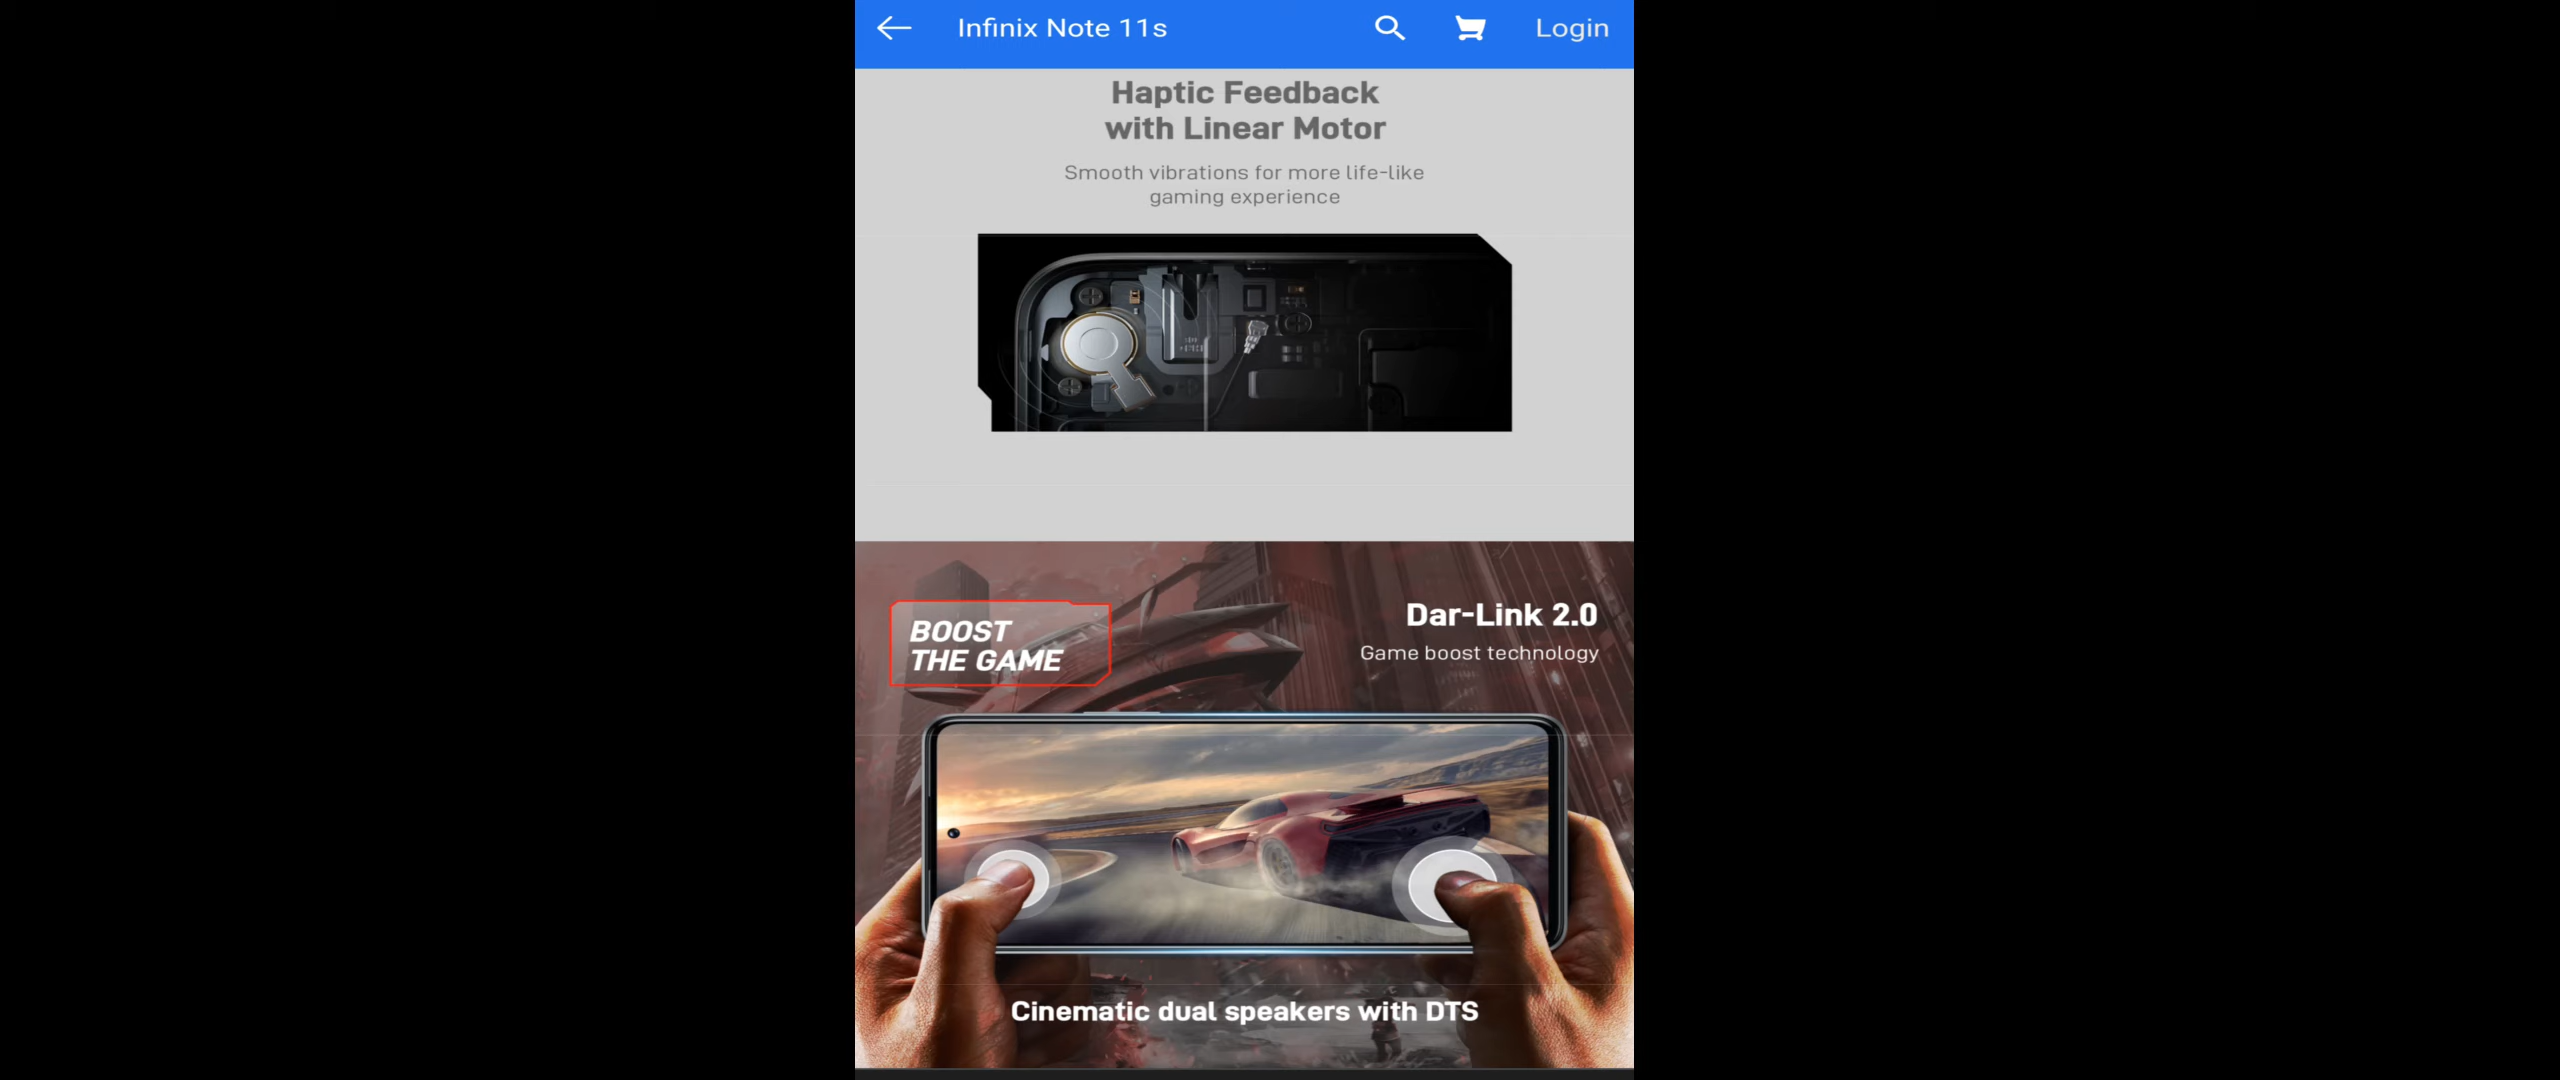 Infinix Note 11s
Login
Haptic Feedback
with Linear Motor
Smooth vibrations for more life-like
gaming experience
BOOST
THE GAME
Dar-Link 2.0
Game boost technology
Cinematic dual speakers with DTS